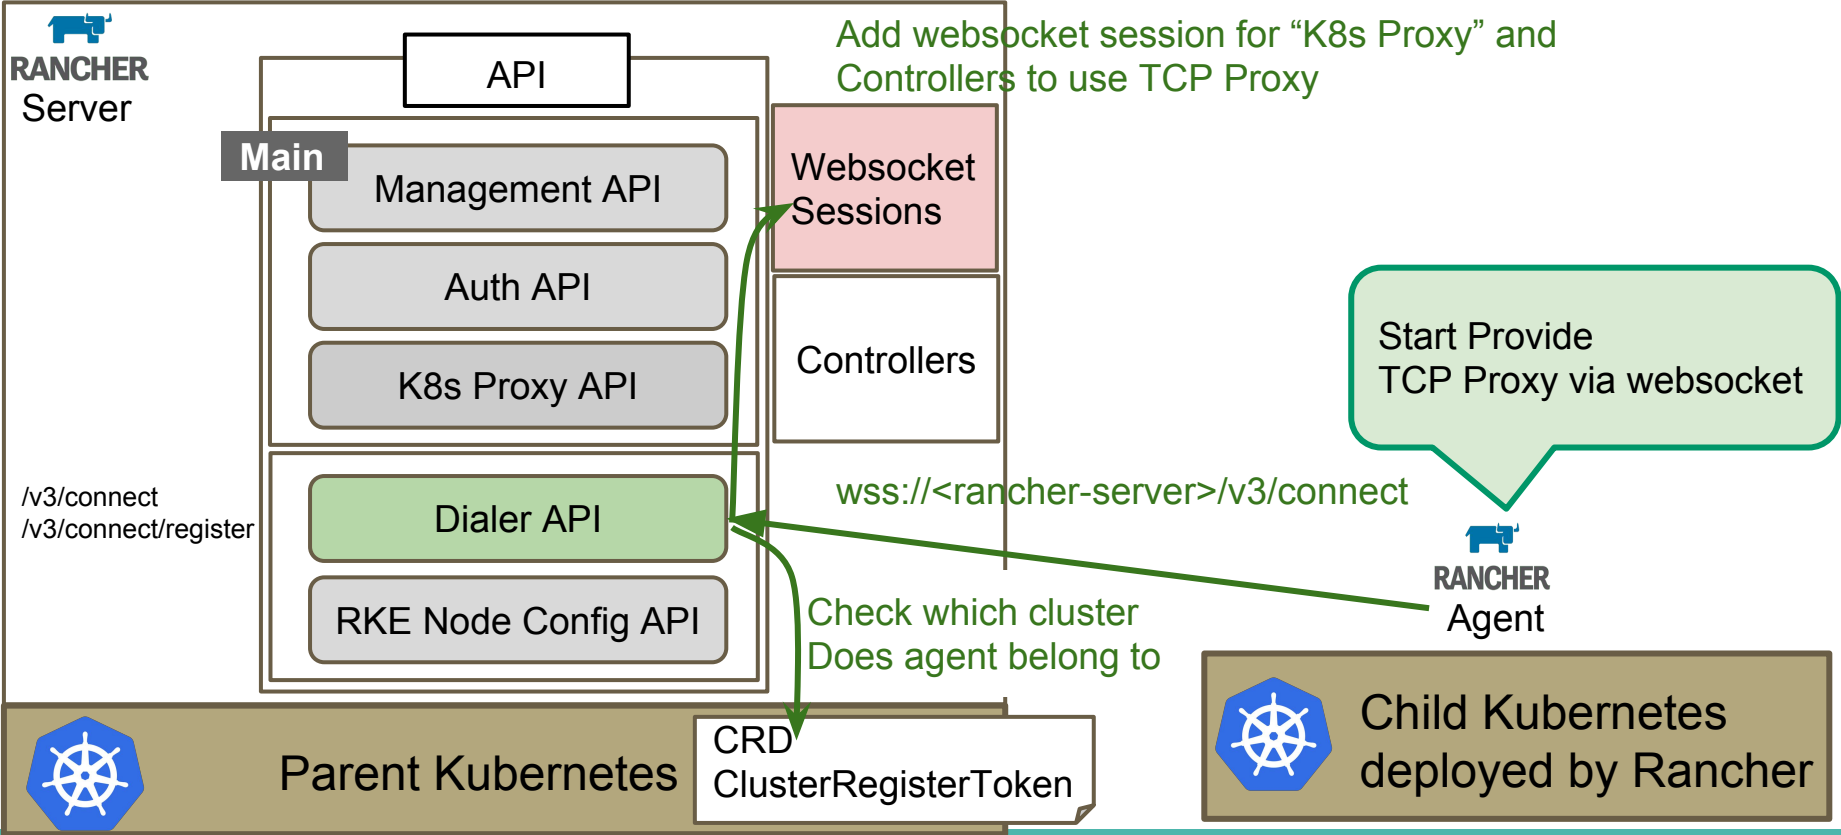 RANCHER
Server
API
Add websocket session for “K8s Proxy” and
Controllers to use TCP Proxy
Main
Management API
Auth API
K8s Proxy API
Websocket
Sessions
Controllers
Start Provide
TCP Proxy via websocket
/v3/connect
/v3/connect/register
Dialer API
RKE Node Config API
wss://<rancher-server>/v3/connect
RANCHER
Agent
Check which cluster
Does agent belong to
Parent Kubernetes
CRD
ClusterRegisterToken
Child Kubernetes
deployed by Rancher